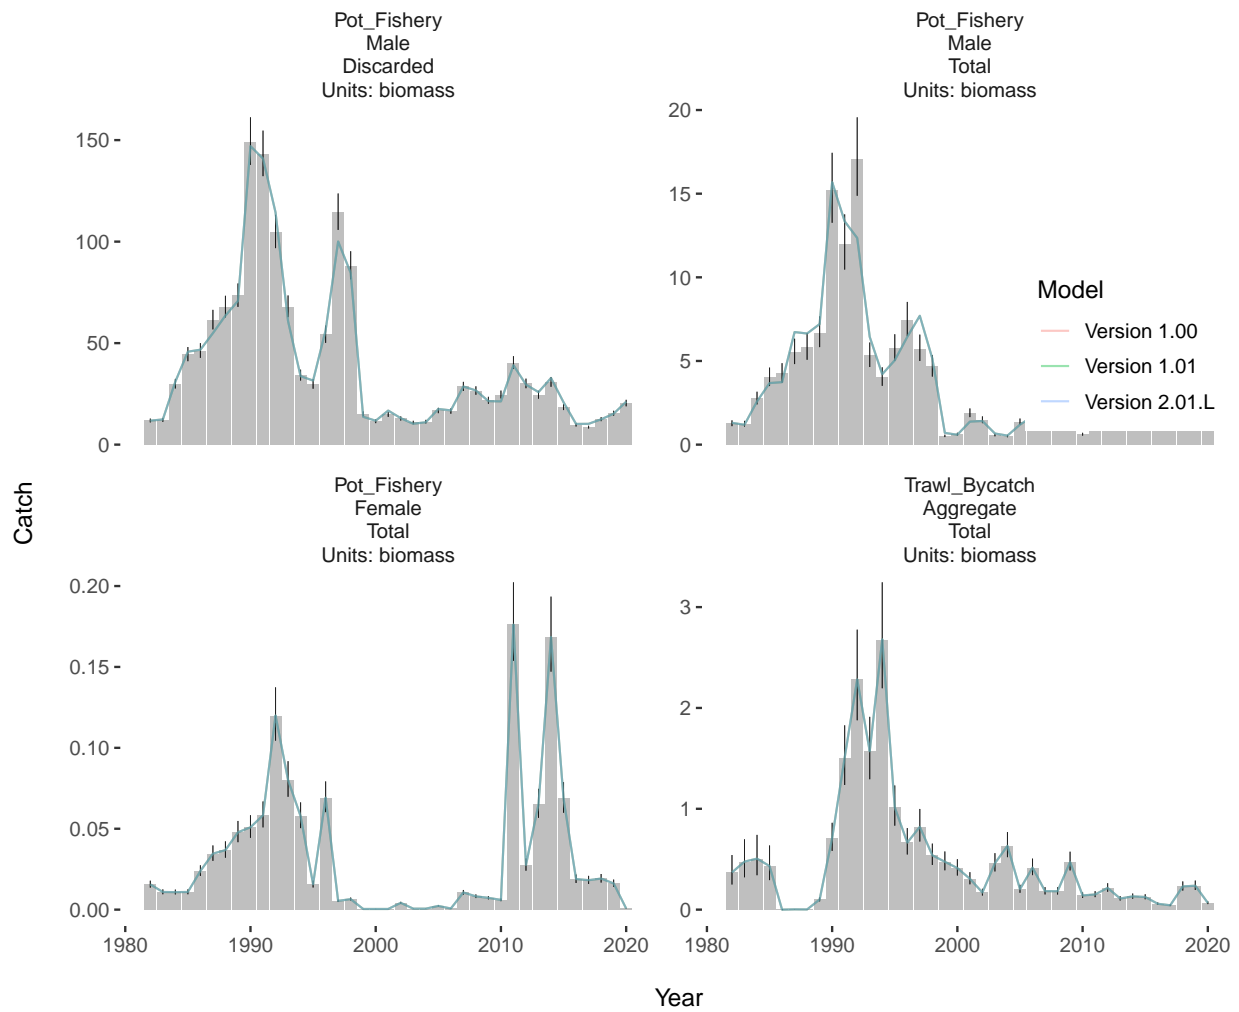 Pot_Fishery
Male
Discarded
Units: biomass
Pot_Fishery
Male
Total
Units: biomass
150
100
50
0
20
15
10
5
0
Model
Version 1.00
Version 1.01
Version 2.01.L
Pot_Fishery
Female
Total
Units: biomass
Trawl_Bycatch
Aggregate
Total
Units: biomass
Catch
0.20
0.15
0.10
0.05
0.00
3
2
1
0
1980 1990 2000 2010 2020
1980 1990 2000 2010 2020
Year